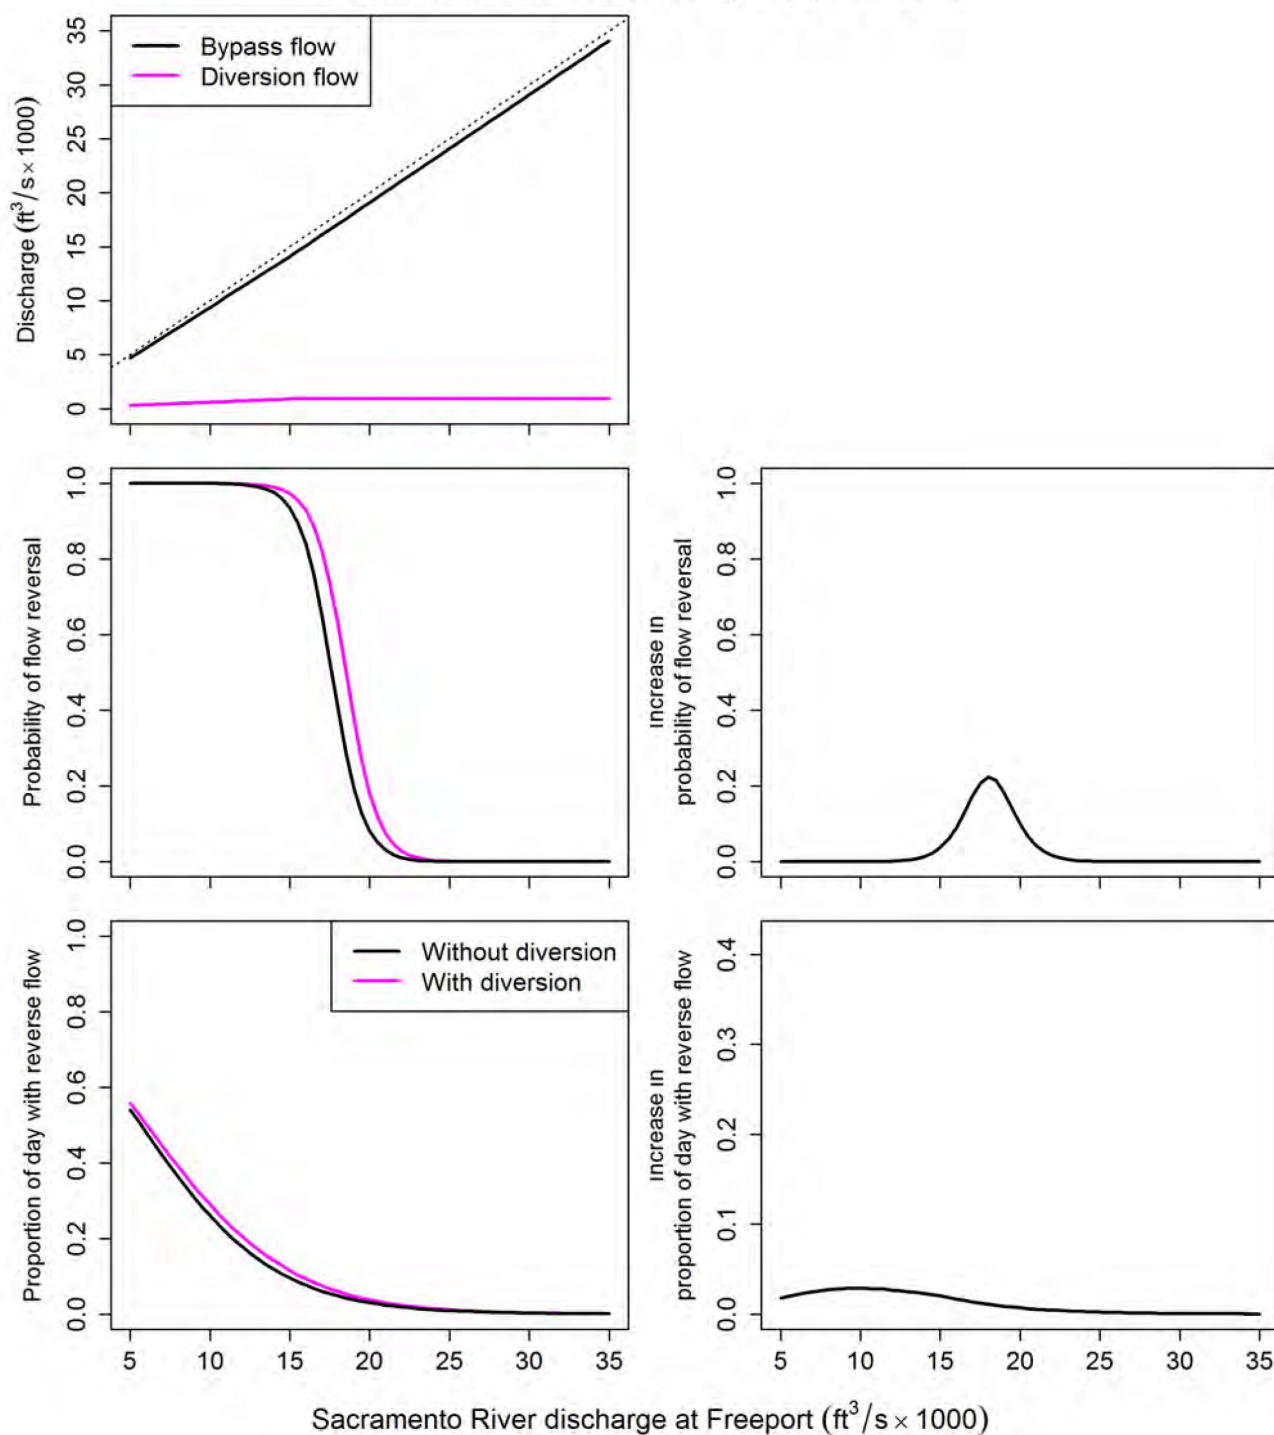 Bypass flow
Diversion flow
Discharge (ft³/s × 1000)
0 5 10 15 20 25 30 35
Probability of flow reversal
0.0 0.2 0.4 0.6 0.8 1.0
Increase in
probability of flow reversal
0.0 0.2 0.4 0.6 0.8 1.0
Without diversion
With diversion
Proportion of day with reverse flow
0.0 0.2 0.4 0.6 0.8 1.0
5 10 15 20 25 30 35
Increase in
proportion of day with reverse flow
0.0 0.1 0.2 0.3 0.4
5 10 15 20 25 30 35
Sacramento River discharge at Freeport (ft³/s × 1000)